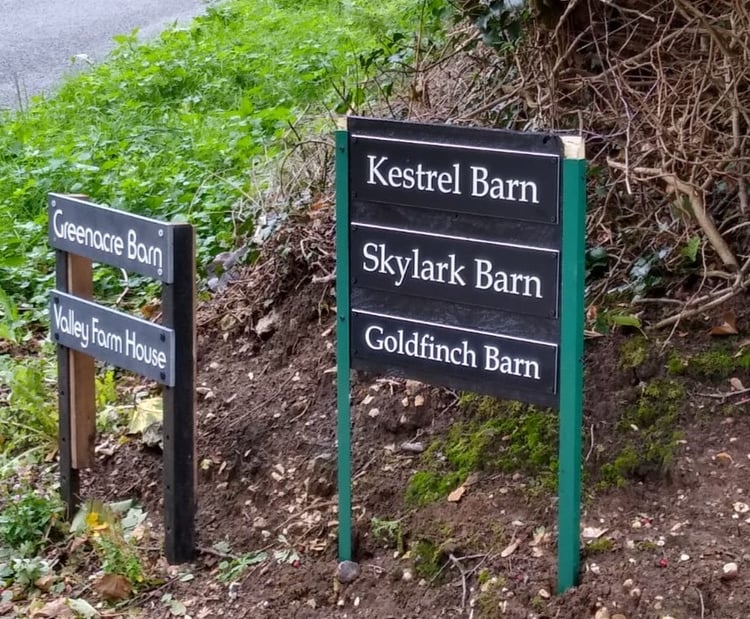 Greenacre Barn
Valley Farm House
Kestrel Barn
Skylark Barn
Goldfinch Barn